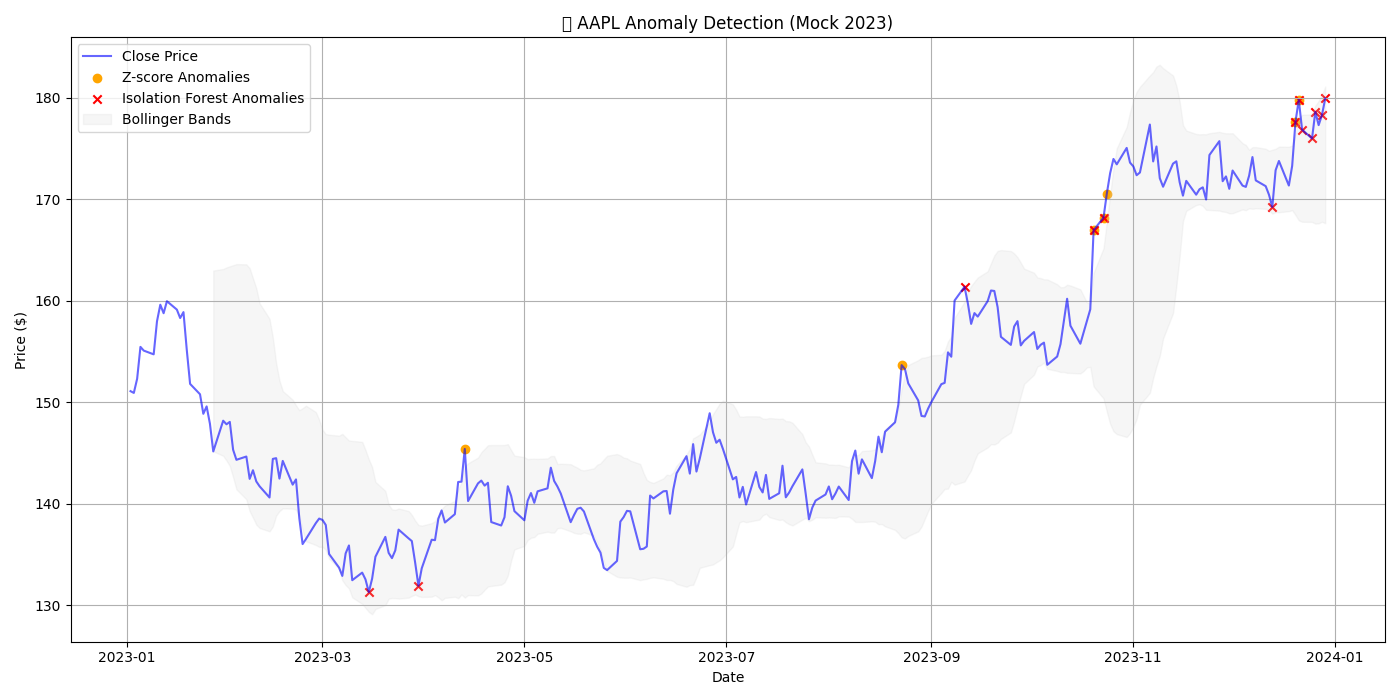 AAPL Anomaly Detection (Mock 2023)
Close Price
Z-score Anomalies
Isolation Forest Anomalies
Bollinger Bands
Price ($)
180
170
160
150
140
130
2023-01 2023-03 2023-05 2023-07 2023-09 2023-11 2024-01
Date